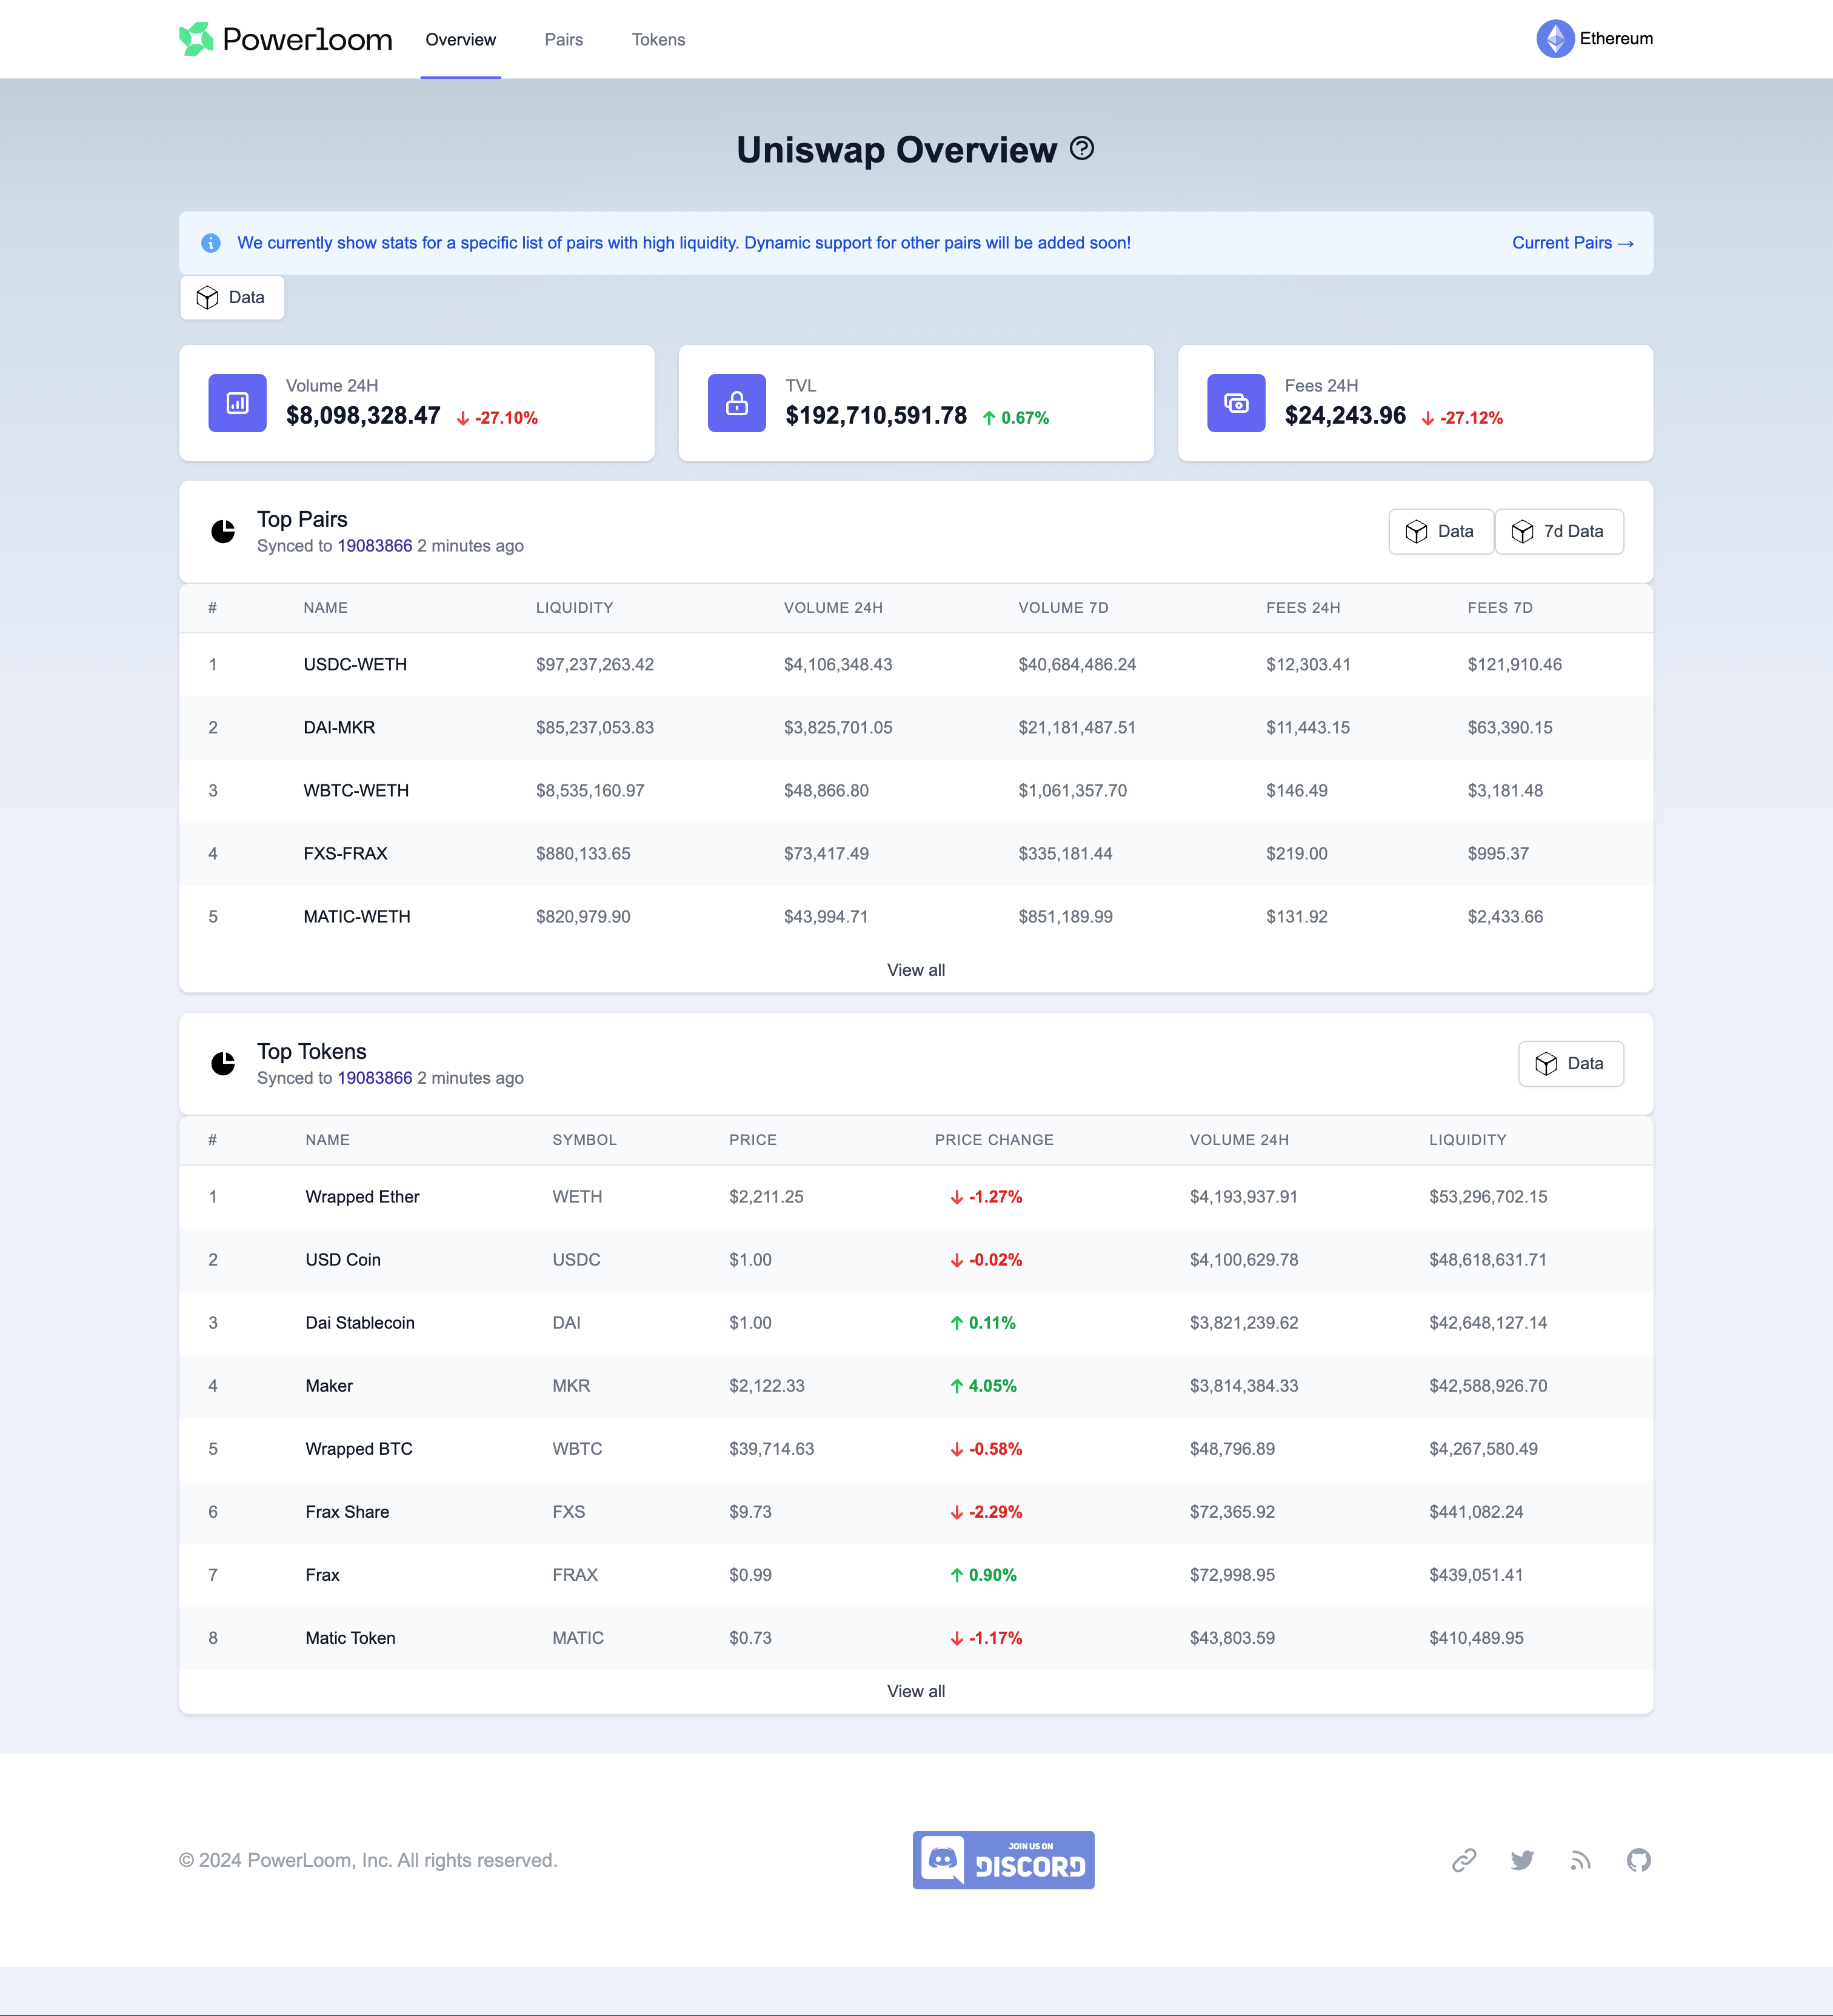 Powerloom Overview Pairs Tokens Ethereum
Uniswap Overview
We currently show stats for a specific list of pairs with high liquidity. Dynamic support for other pairs will be added soon! Current Pairs →
Data
Volume 24H
$8,098,328.47 -27.10%
TVL
$192,710,591.78 0.67%
Fees 24H
$24,243.96 -27.12%
Top Pairs
Synced to 19083866 2 minutes ago
Data 7d Data
# NAME LIQUIDITY VOLUME 24H VOLUME 7D FEES 24H FEES 7D
1 USDC-WETH $97,237,263.42 $4,106,348.43 $40,684,486.24 $12,303.41 $121,910.46
2 DAI-MKR $85,237,053.83 $3,825,701.05 $21,181,487.51 $11,443.15 $63,390.15
3 WBTC-WETH $8,535,160.97 $48,866.80 $1,061,357.70 $146.49 $3,181.48
4 FXS-FRAX $880,133.65 $73,417.49 $335,181.44 $219.00 $995.37
5 MATIC-WETH $820,979.90 $43,994.71 $851,189.99 $131.92 $2,433.66
View all
Top Tokens
Synced to 19083866 2 minutes ago
Data
# NAME SYMBOL PRICE PRICE CHANGE VOLUME 24H LIQUIDITY
1 Wrapped Ether WETH $2,211.25 -1.27% $4,193,937.91 $53,296,702.15
2 USD Coin USDC $1.00 -0.02% $4,100,629.78 $48,618,631.71
3 Dai Stablecoin DAI $1.00 0.11% $3,821,239.62 $42,648,127.14
4 Maker MKR $2,122.33 4.05% $3,814,384.33 $42,588,926.70
5 Wrapped BTC WBTC $39,714.63 -0.58% $48,796.89 $4,267,580.49
6 Frax Share FXS $9.73 -2.29% $72,365.92 $441,082.24
7 Frax FRAX $0.99 0.90% $72,998.95 $439,051.41
8 Matic Token MATIC $0.73 -1.17% $43,803.59 $410,489.95
View all
© 2024 PowerLoom, Inc. All rights reserved.
JOIN US ON
DISCORD